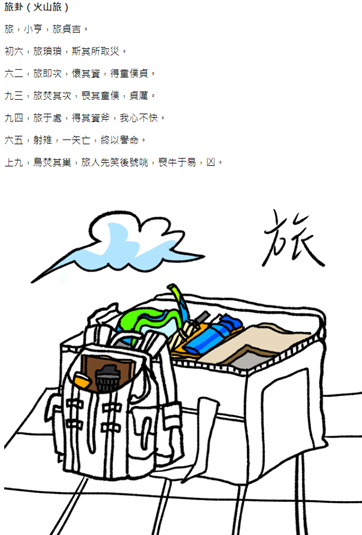 旅卦（火山旅）
旅，小亨，旅貞吉。
初六，旅瑣瑣，斯其所取災。
六二，旅即次，懷其資，得童僕貞。
九三，旅焚其次，喪其童僕，貞厲。
九四，旅于處，得其資斧，我心不快。
六五，射雉，一矢亡，終以譽命。
上九，鳥焚其巢，旅人先笑後號咷，喪牛于易，凶。
旅